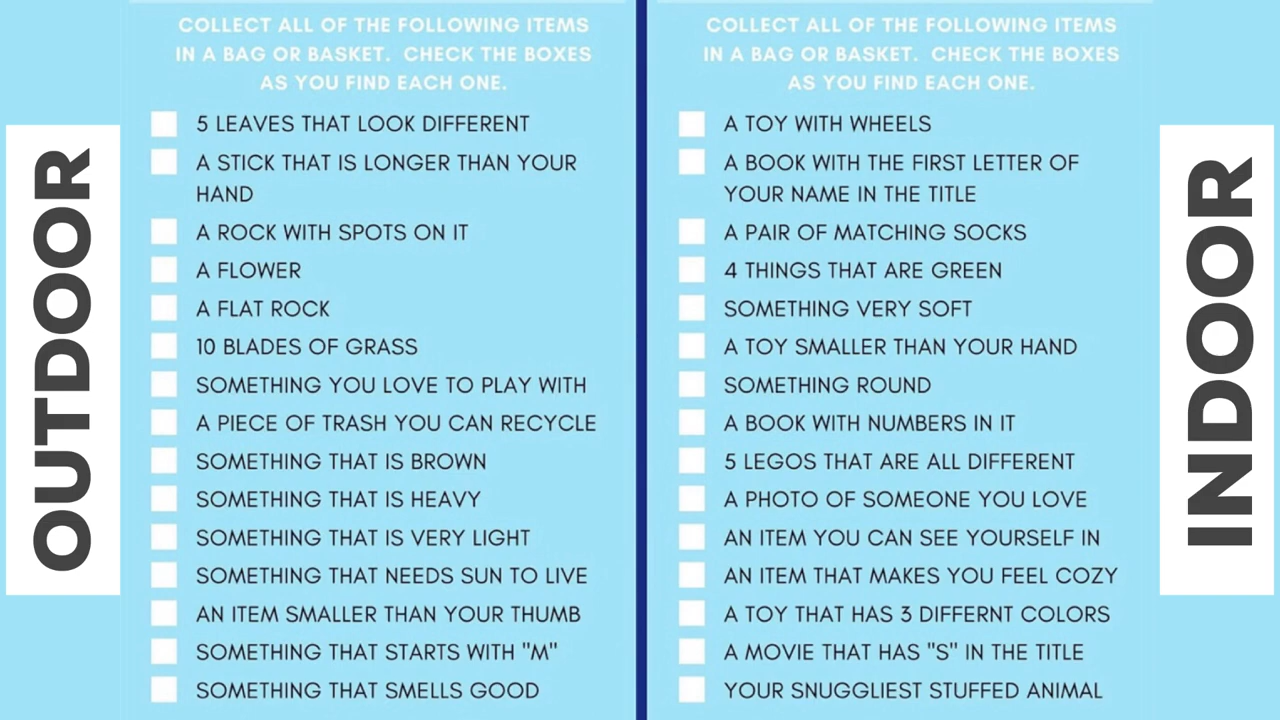 OUTDOOR
COLLECT ALL OF THE FOLLOWING ITEMS
IN A BAG OR BASKET. CHECK THE BOXES
AS YOU FIND EACH ONE.
5 LEAVES THAT LOOK DIFFERENT
A STICK THAT IS LONGER THAN YOUR
HAND
A ROCK WITH SPOTS ON IT
A FLOWER
A FLAT ROCK
10 BLADES OF GRASS
SOMETHING YOU LOVE TO PLAY WITH
A PIECE OF TRASH YOU CAN RECYCLE
SOMETHING THAT IS BROWN
SOMETHING THAT IS HEAVY
SOMETHING THAT IS VERY LIGHT
SOMETHING THAT NEEDS SUN TO LIVE
AN ITEM SMALLER THAN YOUR THUMB
SOMETHING THAT STARTS WITH "M"
SOMETHING THAT SMELLS GOOD
COLLECT ALL OF THE FOLLOWING ITEMS
IN A BAG OR BASKET. CHECK THE BOXES
AS YOU FIND EACH ONE.
A TOY WITH WHEELS
A BOOK WITH THE FIRST LETTER OF
YOUR NAME IN THE TITLE
A PAIR OF MATCHING SOCKS
4 THINGS THAT ARE GREEN
SOMETHING VERY SOFT
A TOY SMALLER THAN YOUR HAND
SOMETHING ROUND
A BOOK WITH NUMBERS IN IT
5 LEGOS THAT ARE ALL DIFFERENT
A PHOTO OF SOMEONE YOU LOVE
AN ITEM YOU CAN SEE YOURSELF IN
AN ITEM THAT MAKES YOU FEEL COZY
A TOY THAT HAS 3 DIFFERNT COLORS
A MOVIE THAT HAS "S" IN THE TITLE
YOUR SNUGGLIEST STUFFED ANIMAL
INDOOR